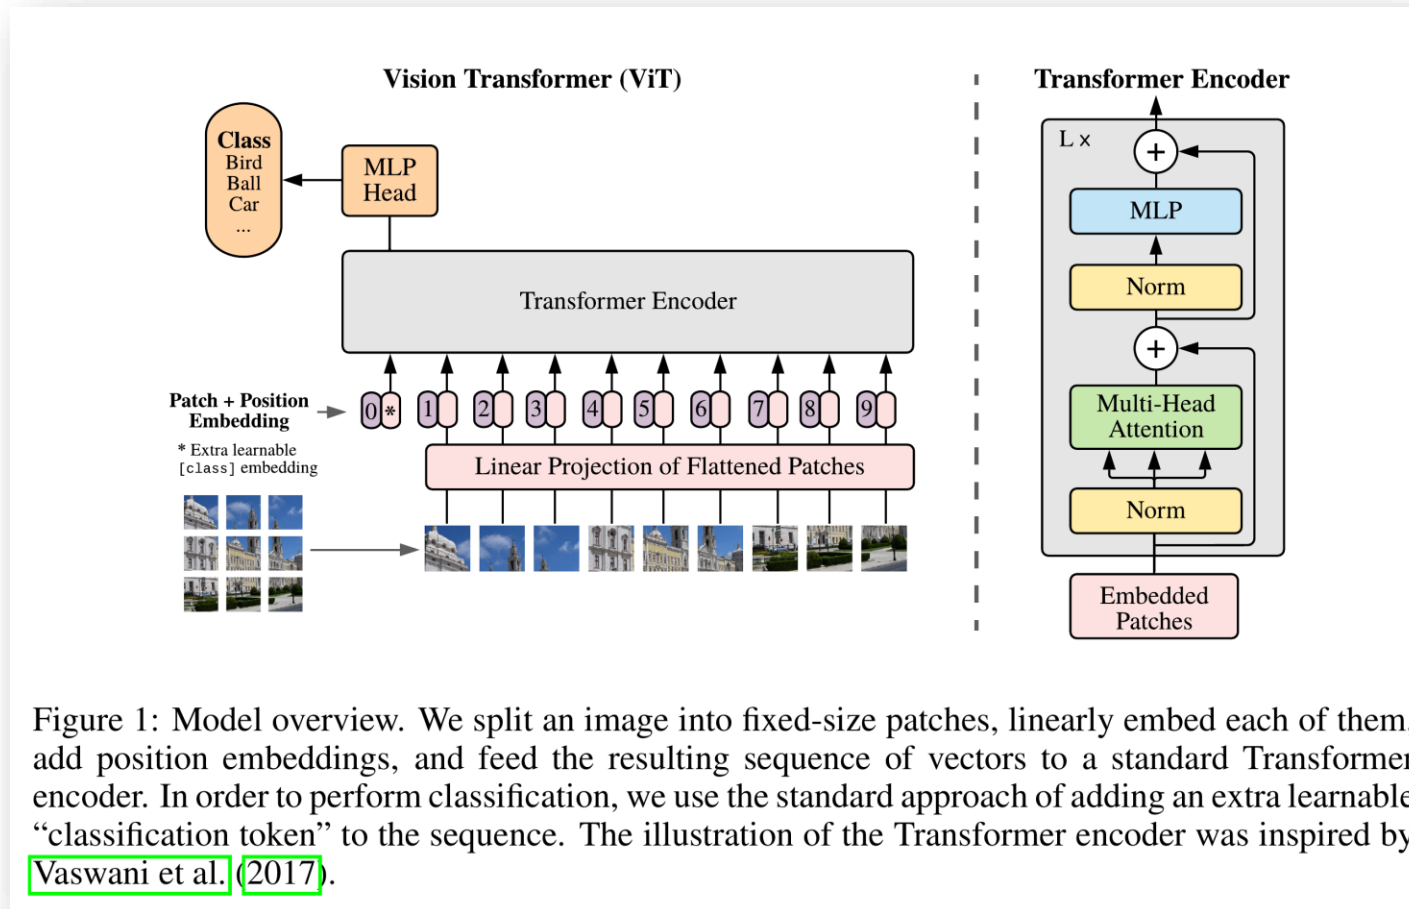 Vision Transformer (ViT)
Class
Bird
Ball
Car
...
MLP
Head
Transformer Encoder
Patch + Position
Embedding
0 * 1 2 3 4 5 6 7 8 9
* Extra learnable
[class] embedding
Linear Projection of Flattened Patches
Transformer Encoder
L x
+
MLP
Norm
+
Multi-Head
Attention
Norm
Embedded
Patches
Figure 1: Model overview. We split an image into fixed-size patches, linearly embed each of them,
add position embeddings, and feed the resulting sequence of vectors to a standard Transformer
encoder. In order to perform classification, we use the standard approach of adding an extra learnable
“classification token” to the sequence. The illustration of the Transformer encoder was inspired by
Vaswani et al. (2017).